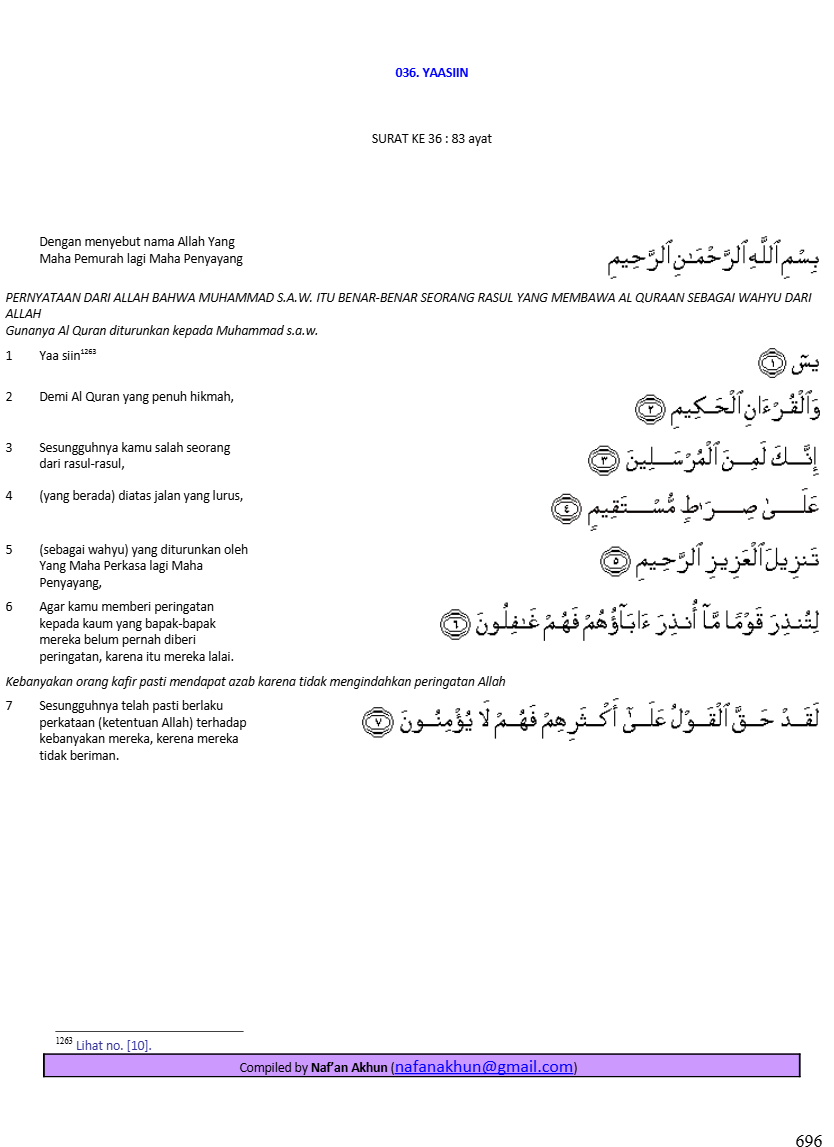 036. YAASIIN
SURAT KE 36 : 83 ayat
Dengan menyebut nama Allah Yang
Maha Pemurah lagi Maha Penyayang
بِسْمِ ٱللَّهِ ٱلرَّحْمَـٰنِ ٱلرَّحِيمِ
PERNYATAAN DARI ALLAH BAHWA MUHAMMAD S.A.W. ITU BENAR-BENAR SEORANG RASUL YANG MEMBAWA AL QURAAN SEBAGAI WAHYU DARI
ALLAH
Gunanya Al Quran diturunkan kepada Muhammad s.a.w.
1 Yaa siin1263
يسٓ ١
2 Demi Al Quran yang penuh hikmah,
وَٱلْقُرْءَانِ ٱلْحَكِيمِ ٢
3 Sesungguhnya kamu salah seorang
dari rasul-rasul,
إِنَّكَ لَمِنَ ٱلْمُرْسَلِينَ ٣
4 (yang berada) diatas jalan yang lurus,
عَلَىٰ صِرَٰطٍ مُّسْتَقِيمٍ ٤
5 (sebagai wahyu) yang diturunkan oleh
Yang Maha Perkasa lagi Maha
Penyayang,
تَنزِيلَ ٱلْعَزِيزِ ٱلرَّحِيمِ ٥
6 Agar kamu memberi peringatan
kepada kaum yang bapak-bapak
mereka belum pernah diberi
peringatan, karena itu mereka lalai.
لِتُنذِرَ قَوْمًا مَّآ أُنذِرَ ءَابَآؤُهُمْ فَهُمْ غَـٰفِلُونَ ٦
Kebanyakan orang kafir pasti mendapat azab karena tidak mengindahkan peringatan Allah
7 Sesungguhnya telah pasti berlaku
perkataan (ketentuan Allah) terhadap
kebanyakan mereka, kerena mereka
tidak beriman.
لَقَدْ حَقَّ ٱلْقَوْلُ عَلَىٰٓ أَكْثَرِهِمْ فَهُمْ لَا يُؤْمِنُونَ ٧
1263 Lihat no. [10].
Compiled by Naf’an Akhun (nafanakhun@gmail.com)
696